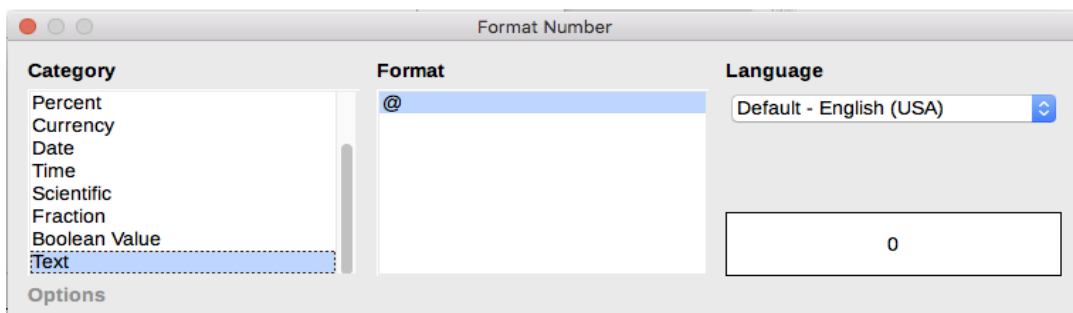 Format Number
Category
Percent
Currency
Date
Time
Scientific
Fraction
Boolean Value
Text
Options
Format
@
Language
Default - English (USA)
0